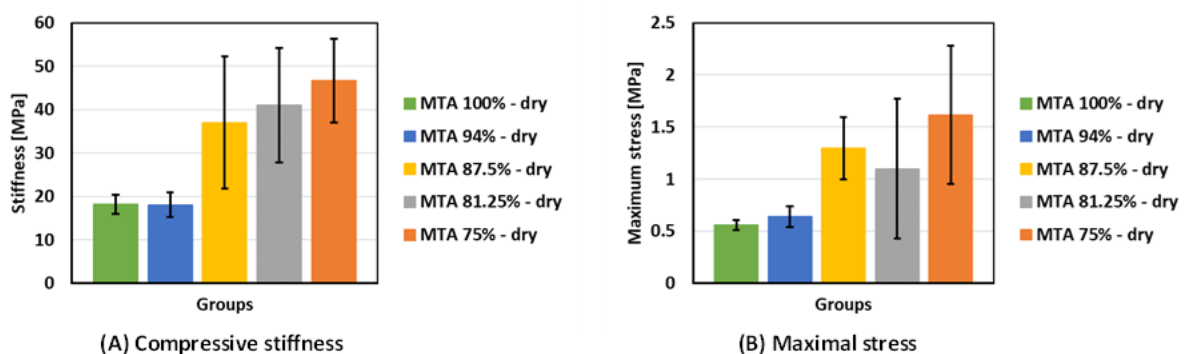 60
50
40
30
20
10
0
Stiffness [MPa]
Groups
MTA 100% - dry
MTA 94% - dry
MTA 87.5% - dry
MTA 81.25% - dry
MTA 75% - dry
(A) Compressive stiffness
2.5
2
1.5
1
0.5
0
Maximum stress [MPa]
Groups
MTA 100% - dry
MTA 94% - dry
MTA 87.5% - dry
MTA 81.25% - dry
MTA 75% - dry
(B) Maximal stress